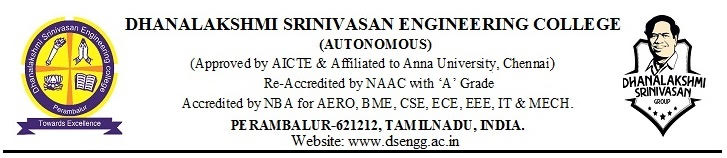 Dhanalakshmi Srinivasan Engineering College
Perambalur
Towards Excellence
DHANALAKSHMI SRINIVASAN ENGINEERING COLLEGE
(AUTONOMOUS)
(Approved by AICTE & Affiliated to Anna University, Chennai)
Re-Accredited by NAAC with ‘A’ Grade
Accredited by NBA for AERO, BME, CSE, ECE, EEE, IT & MECH.
PERAMBALUR-621212, TAMILNADU, INDIA.
Website: www.dsengg.ac.in
DHANALAKSHMI
SRINIVASAN
GROUP